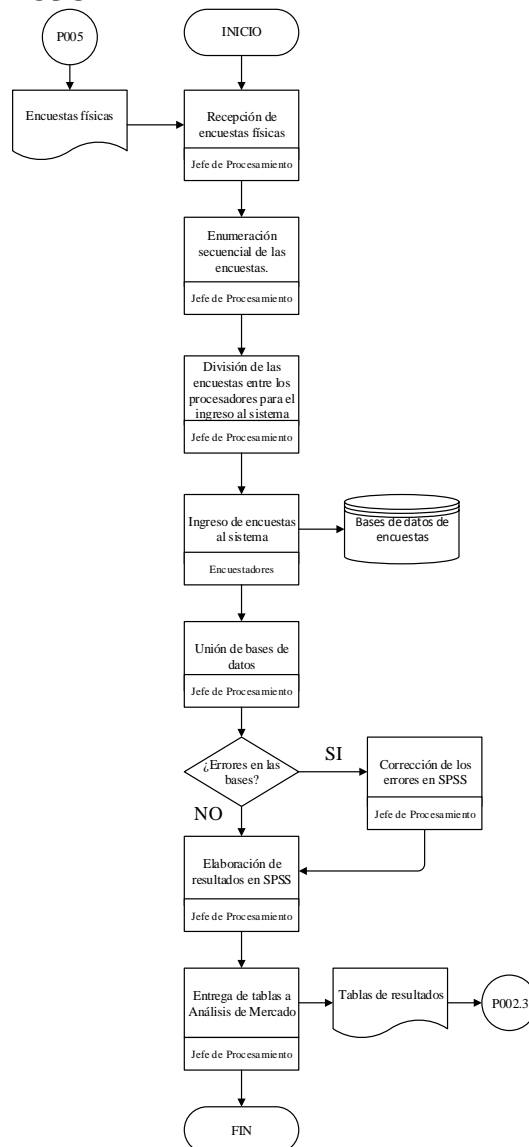 P005
INICIO
Encuestas físicas
Recepción de
encuestas físicas
Jefe de Procesamiento
Enumeración
secuencial de las
encuestas.
Jefe de Procesamiento
División de las
encuestas entre los
procesadores para el
ingreso al sistema
Jefe de Procesamiento
Ingreso de encuestas
al sistema
Encuestadores
Bases de datos de
encuestas
Unión de bases de
datos
Jefe de Procesamiento
¿Errores en las
bases?
SI
Corrección de los
errores en SPSS
Jefe de Procesamiento
NO
Elaboración de
resultados en SPSS
Jefe de Procesamiento
Entrega de tablas a
Análisis de Mercado
Jefe de Procesamiento
Tablas de resultados
P002.3
FIN